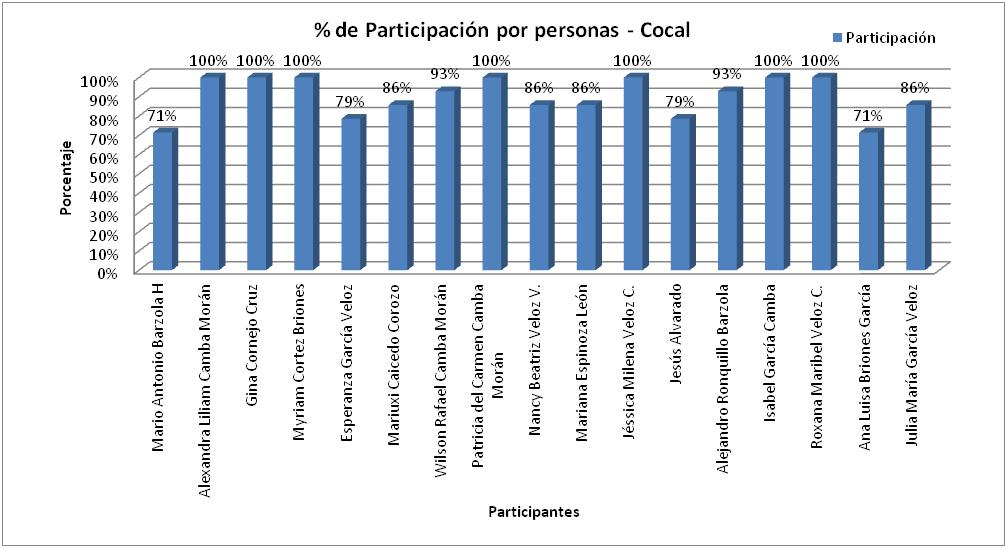 % de Participación por personas - Cocal
Participación
Porcentaje
100%
90%
80%
70%
60%
50%
40%
30%
20%
10%
0%
71%
100%
100%
100%
79%
86%
93%
100%
86%
86%
100%
79%
93%
100%
100%
71%
86%
Mario Antonio Barzola H
Alexandra Liliam Camba Morán
Gina Cornejo Cruz
Myriam Cortez Briones
Esperanza García Veloz
Mariuxi Caicedo Corozo
Wilson Rafael Camba Morán
Patricia del Carmen Camba
Morán
Nancy Beatriz Veloz V.
Mariana Espinoza León
Jéssica Milena Veloz C.
Jesús Alvarado
Alejandro Ronquillo Barzola
Isabel García Camba
Roxana Maribel Veloz C.
Ana Luisa Briones García
Julia María García Veloz
Participantes